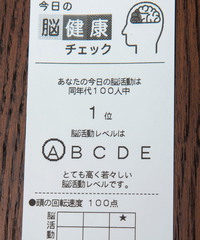 今日の
脳健康
チェック
あなたの今日の脳活動は
同年代100人中
1位
脳活動レベルは
A B C D E
とても高く若々しい
脳活動レベルです。
●頭の回転速度 100点
脳活動
★